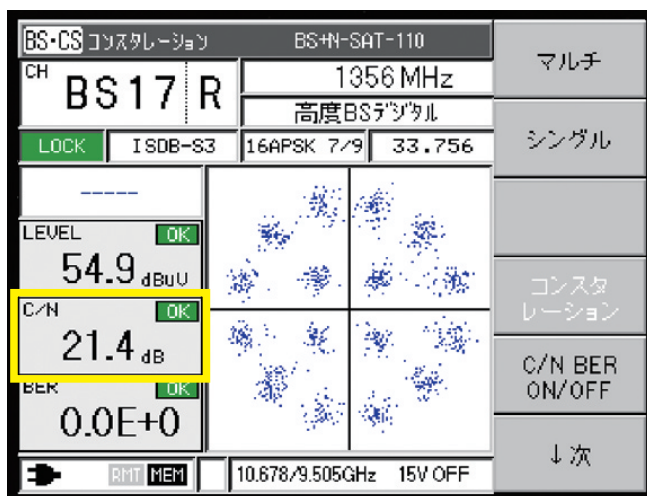 BS・CS コンスタレーション BS+N-SAT-110
CH BS17 R
1356 MHz
高度BSデジタル
LOCK ISDB-S3 16APSK 7/9 33.756
-----
LEVEL OK
54.9 dBuV
C/N OK
21.4 dB
BER OK
0.0E+0
RMT MEM 10.678/9.505GHz 15V OFF
マルチ
シングル
コンスタ
レーション
C/N BER
ON/OFF
↓次